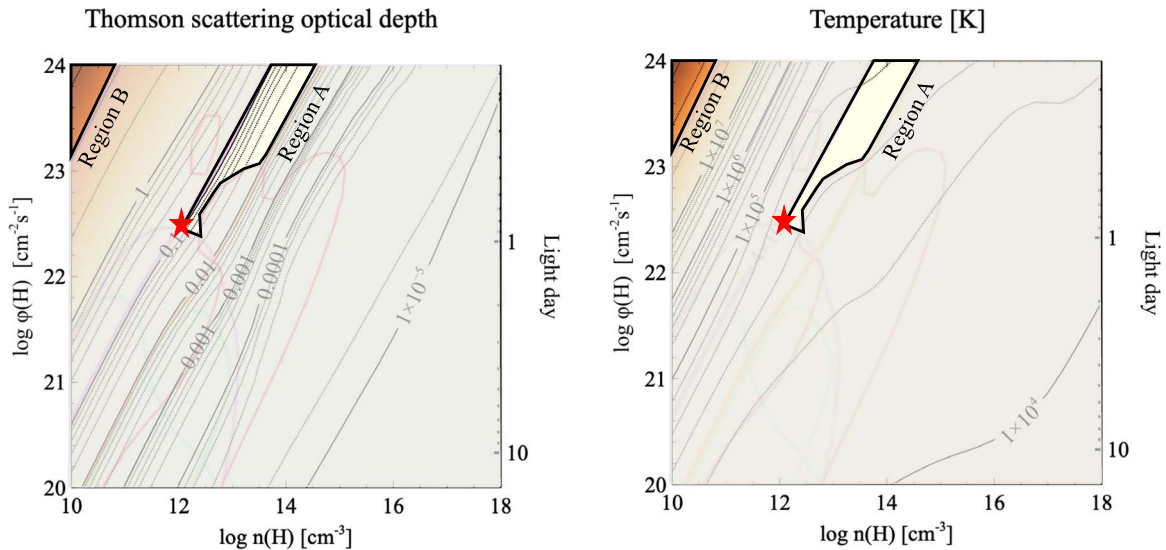 Thomson scattering optical depth
24
23
22
21
20
log φ(H) [cm⁻²s⁻¹]
Region B
Region A
1
0.1
0.01
0.001
0.001
0.0001
1×10⁻⁵
1
10
Light day
10
12
14
16
18
log n(H) [cm⁻³]
Temperature [K]
24
23
22
21
20
log φ(H) [cm⁻²s⁻¹]
Region B
Region A
1×10⁷
1×10⁶
1×10⁵
1×10⁴
1
10
Light day
10
12
14
16
18
log n(H) [cm⁻³]